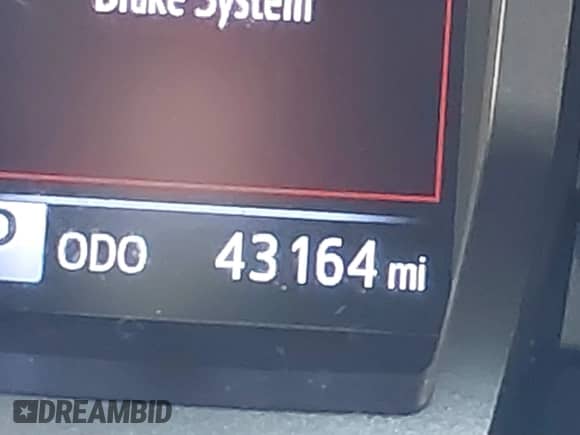 Brake System
P
ODO 43164 mi
DREAMBID